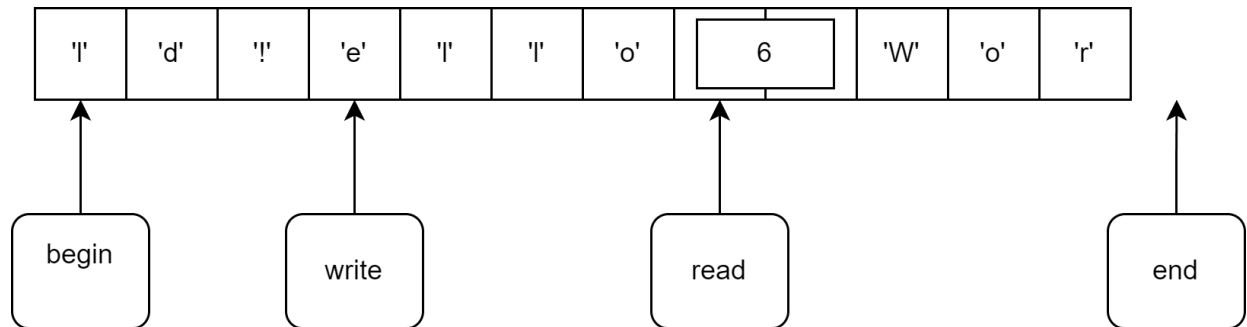 'l' 'd' '!' 'e' 'l' 'l' 'o' 6 'W' 'o' 'r'
begin write read end